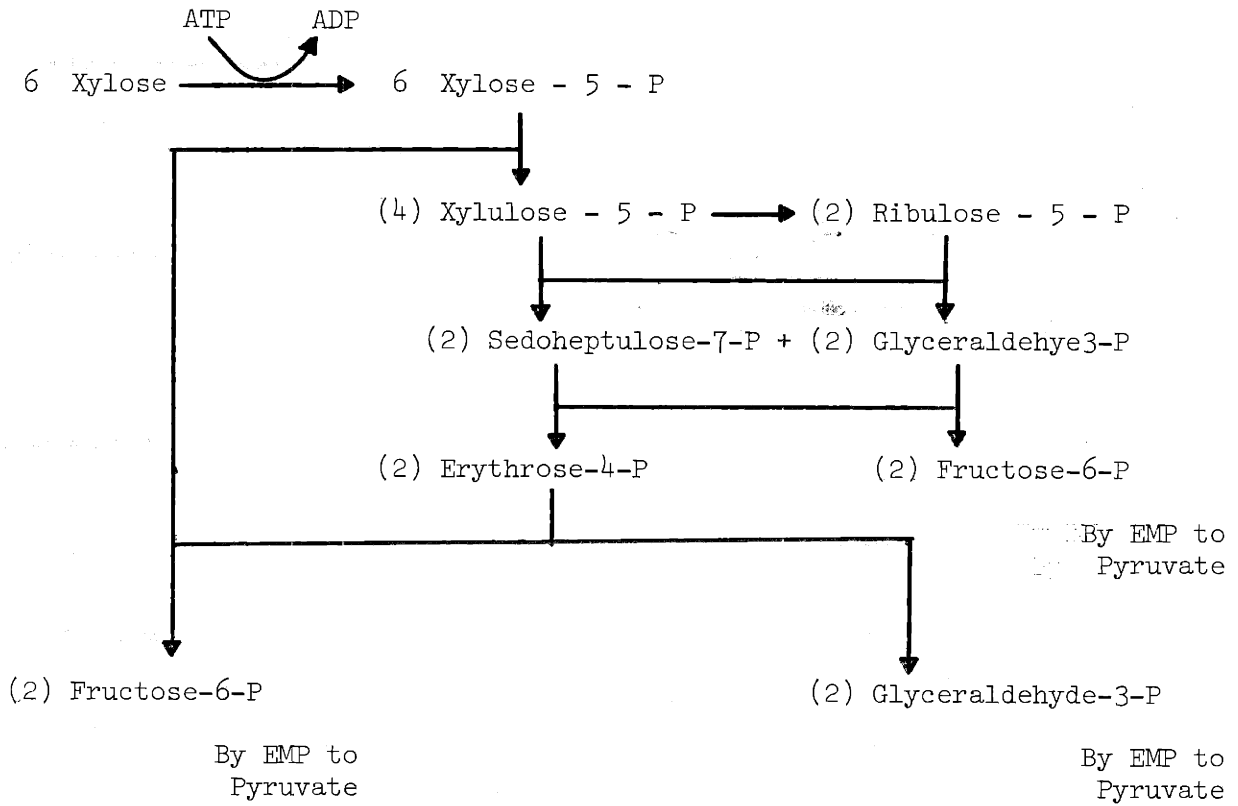 ATP ADP
6 Xylose 6 Xylose - 5 - P
(4) Xylulose - 5 - P (2) Ribulose - 5 - P
(2) Sedoheptulose-7-P + (2) Glyceraldehye3-P
(2) Erythrose-4-P (2) Fructose-6-P
By EMP to
Pyruvate
(2) Fructose-6-P (2) Glyceraldehyde-3-P
By EMP to By EMP to
Pyruvate Pyruvate